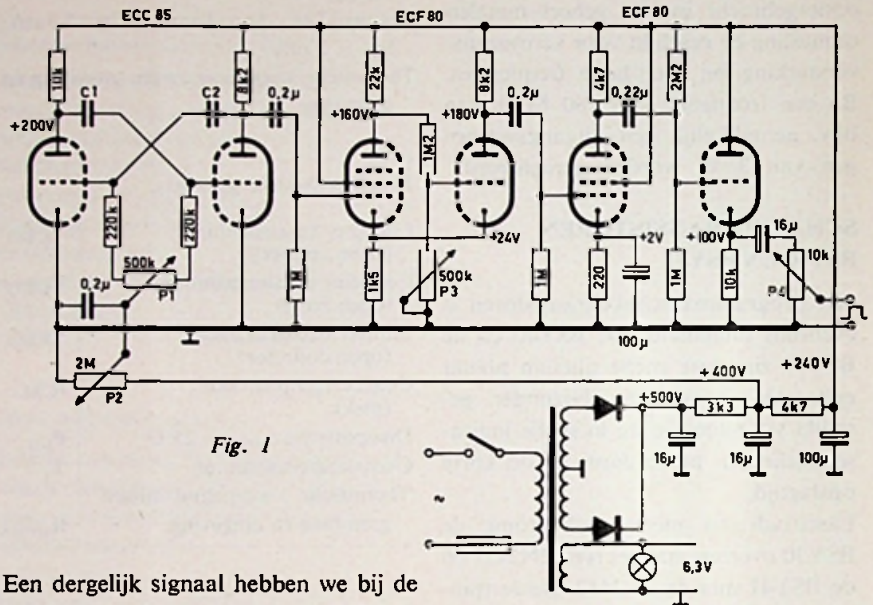 ECC 85
ECF 80
ECF 80
10k
C1
C2
8k2
0,2µ
22k
8k2
0,2µ
4k7
0,22µ
2M2
+200V
+160V
+180V
1M2
220k
220k
500k
P1
0,2µ
1M
1k5
+24V
500k
P3
1M
220
+2V
100µ
1M
+100V
10k
16µ
10k
P4
2M
P2
+400V
+240V
+500V
3k3
4k7
16µ
16µ
100µ
~
6,3V
Fig. 1
Een dergelijk signaal hebben we bij de